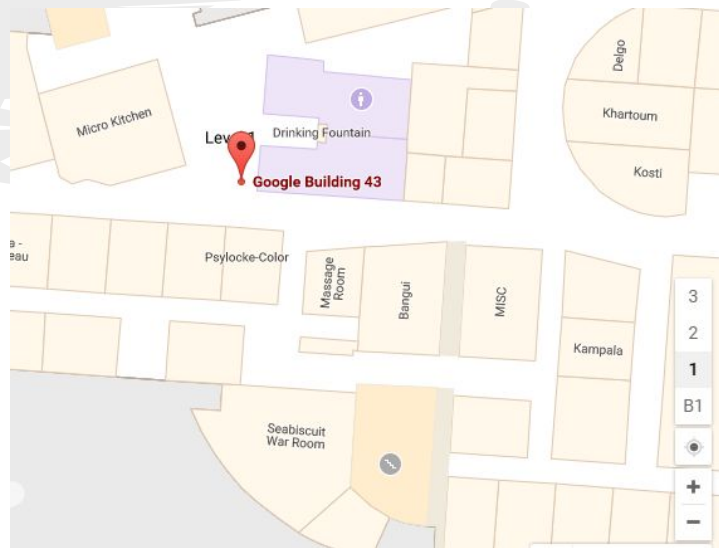 Delgo
Micro Kitchen
Khartoum
Drinking Fountain
Kosti
Google Building 43
Psylocke-Color
Massage
Room
Bangui
MISC
Kampala
Seabiscuit
War Room
3
2
1
B1
+
−